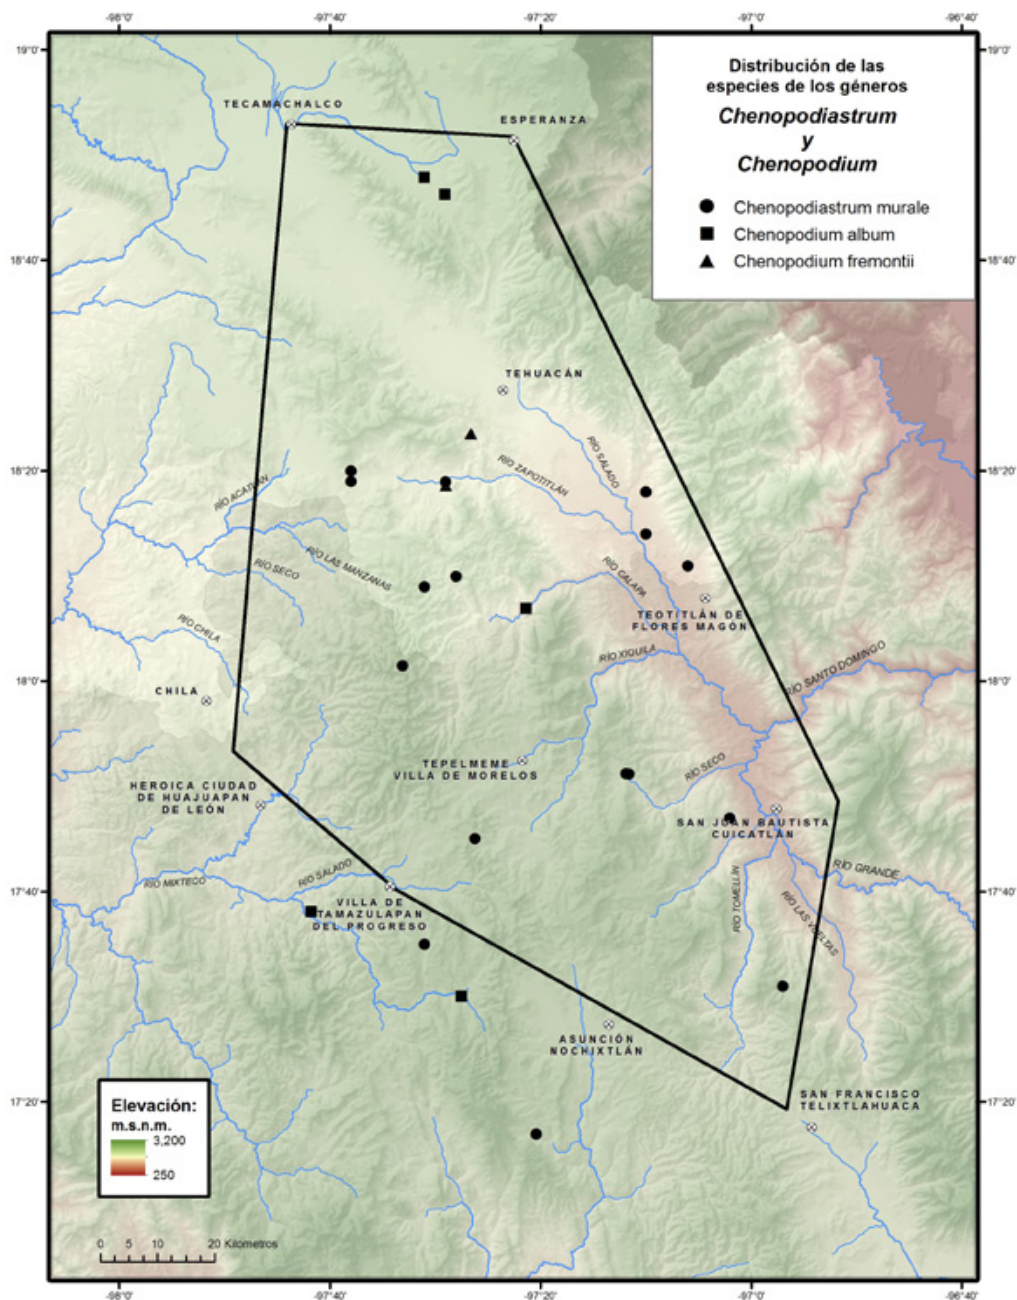 -98°0' -97°40' -97°20' -97°0' -96°40'
19°0' 19°0'
Distribución de las
especies de los géneros
Chenopodiastrum
y
Chenopodium
Chenopodiastrum murale
Chenopodium album
Chenopodium fremontii
TECAMACHALCO
ESPERANZA
18°40' 18°40'
TEHUACÁN
RÍO SALADO
RÍO ZAPOTITLÁN
18°20' 18°20'
RÍO ACATLÁN
RÍO LAS MANZANAS
RÍO SECO
RÍO CALAPA
TEOTITLÁN DE
FLORES MAGÓN
RÍO CHILA
RÍO XIQUILA
RÍO SANTO DOMINGO
18°0' 18°0'
CHILA
TEPELMEME
VILLA DE MORELOS
RÍO SECO
HEROICA CIUDAD
DE HUAJUAPAN
DE LEÓN
SAN JUAN BAUTISTA
CUICATLÁN
RÍO GRANDE
RÍO SALADO
RÍO MIXTECO
17°40' 17°40'
VILLA DE
TAMAZULAPAN
DEL PROGRESO
RÍO TOMELLÍN
RÍO LAS VUELTAS
ASUNCIÓN
NOCHIXTLÁN
SAN FRANCISCO
TELIXTLAHUACA
17°20' 17°20'
Elevación:
m.s.n.m.
3,200
250
0 5 10 20 Kilómetros
-98°0' -97°40' -97°20' -97°0' -96°40'